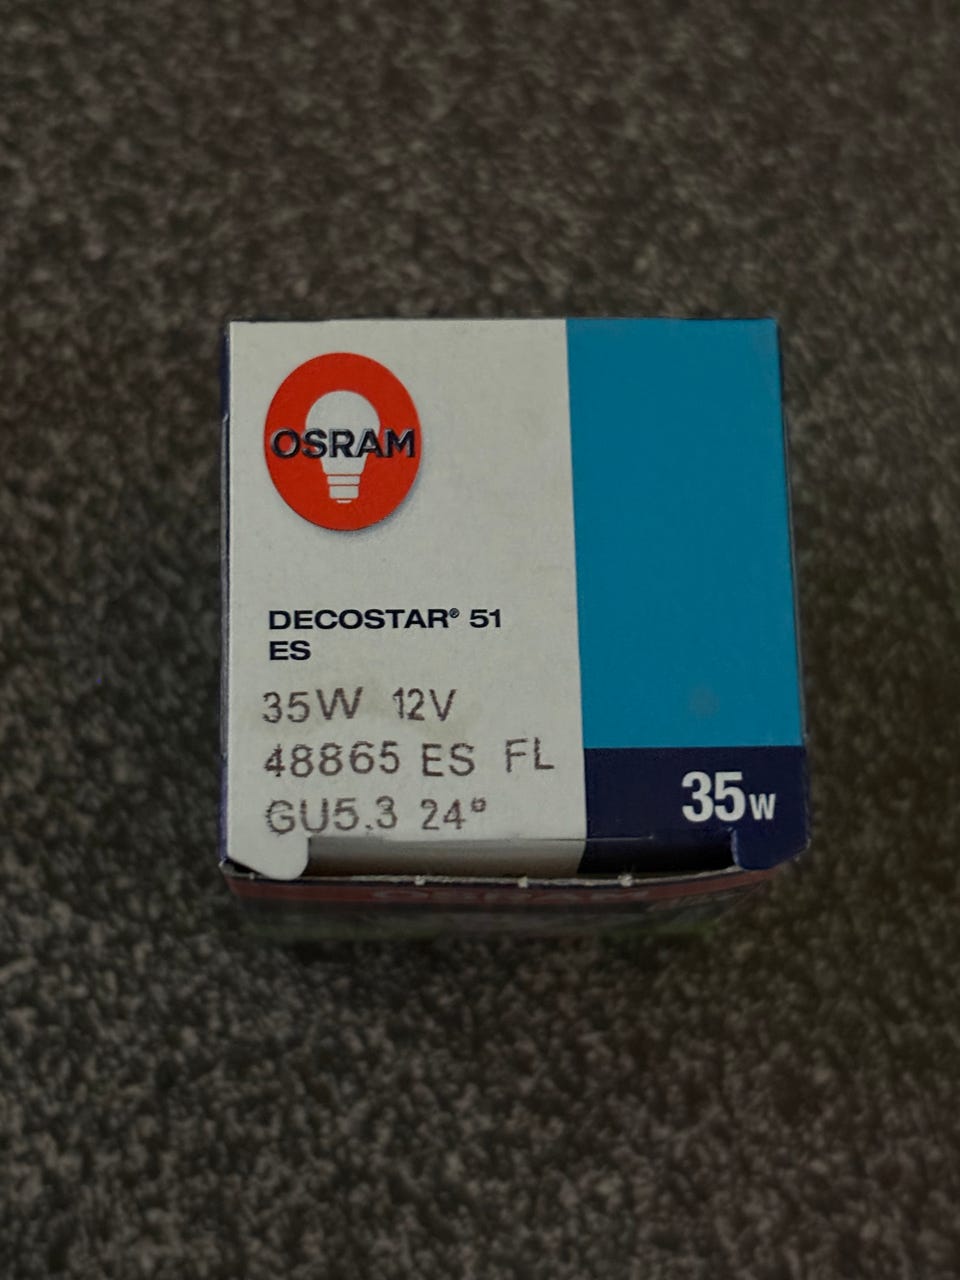 OSRAM
DECOSTAR® 51
ES
35W 12V
48865 ES FL
GU5.3 24°
35W